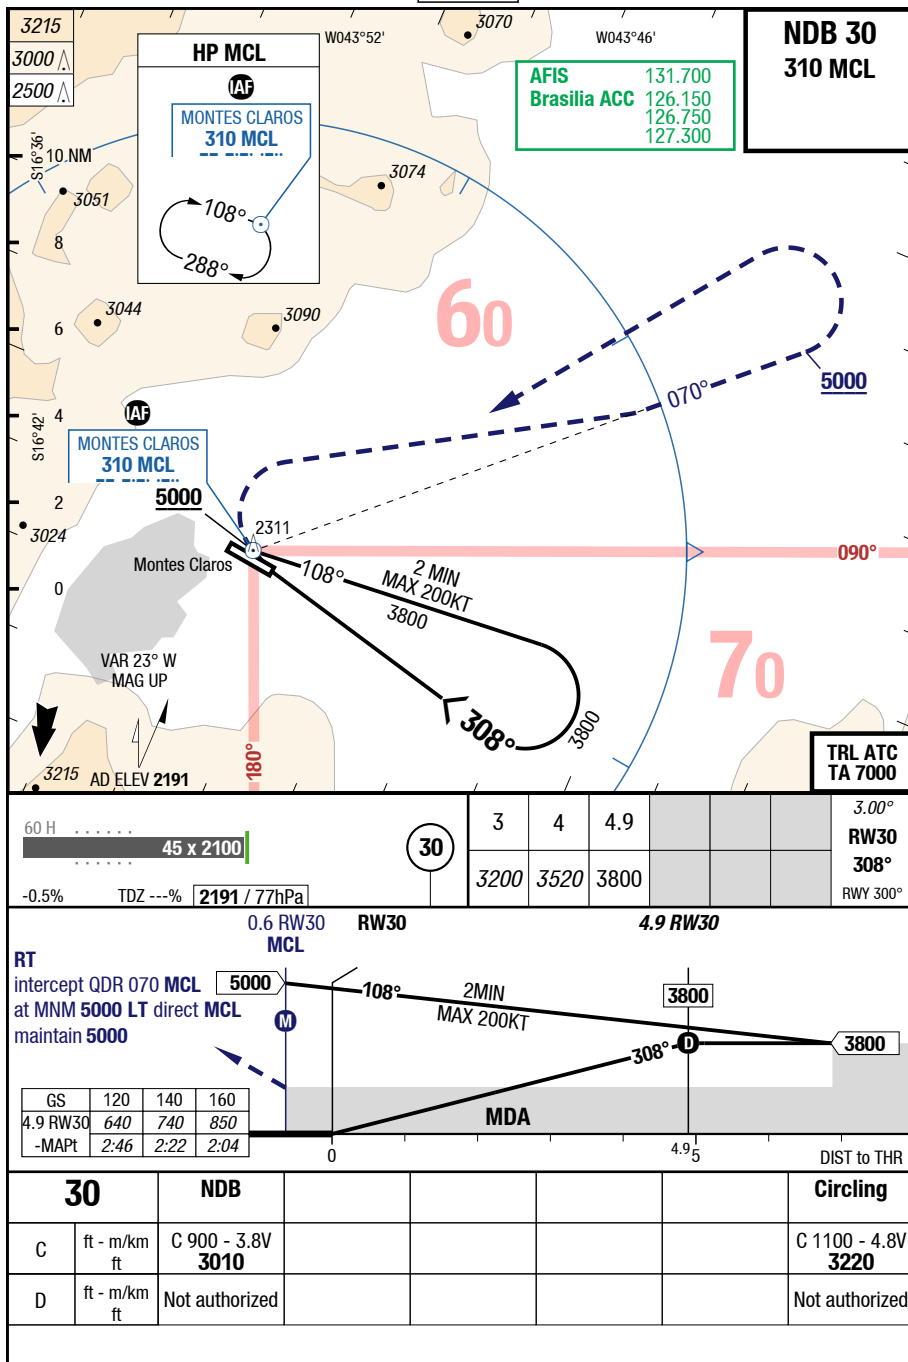 3215
3000
2500
HP MCL
IAF
MONTES CLAROS
310 MCL
108°
288°
W043°52'
3070
W043°46'
AFIS 131.700
Brasilia ACC 126.150
126.750
127.300
NDB 30
310 MCL
S16°36'
10 NM
3051
8
3074
3044
6
3090
60
070°
5000
S16°42'
4
IAF
MONTES CLAROS
310 MCL
2
5000
2311
3024
Montes Claros
0
108°
2 MIN
MAX 200KT
3800
090°
70
VAR 23° W
MAG UP
308°
3800
180°
3215
AD ELEV 2191
TRL ATC
TA 7000
60 H
45 x 2100
-0.5%
TDZ ---%
2191 / 77hPa
30
3 4 4.9
3200 3520 3800
3.00°
RW30
308°
RWY 300°
0.6 RW30
MCL
RW30
4.9 RW30
RT
intercept QDR 070 MCL
at MNM 5000 LT direct MCL
maintain 5000
5000
108°
2MIN
MAX 200KT
3800
M
D
308°
3800
MDA
GS 120 140 160
4.9 RW30 640 740 850
-MAPt 2:46 2:22 2:04
0
4.9
5
DIST to THR
30 NDB Circling
C ft - m/km C 900 - 3.8V C 1100 - 4.8V
ft 3010 3220
D ft - m/km Not authorized Not authorized
ft